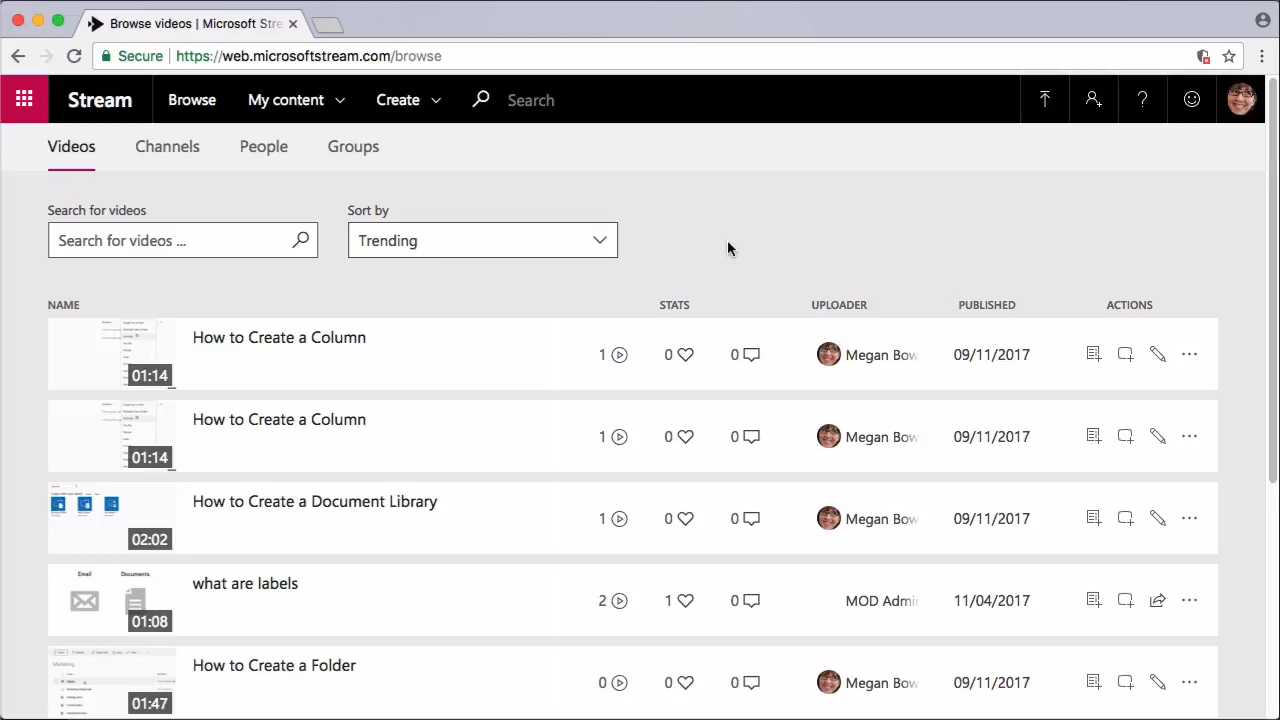 Browse videos | Microsoft Stre
Secure https://web.microsoftstream.com/browse
Stream Browse My content Create Search
Videos Channels People Groups
Search for videos Sort by
Search for videos ... Trending
NAME STATS UPLOADER PUBLISHED ACTIONS
How to Create a Column
01:14 1 0 0 Megan Bow 09/11/2017
How to Create a Column
01:14 1 0 0 Megan Bow 09/11/2017
How to Create a Document Library
02:02 1 0 0 Megan Bow 09/11/2017
Email Documents
what are labels
01:08 2 1 0 MOD Admi 11/04/2017
How to Create a Folder
Marketing
01:47 0 0 0 Megan Bow 09/11/2017